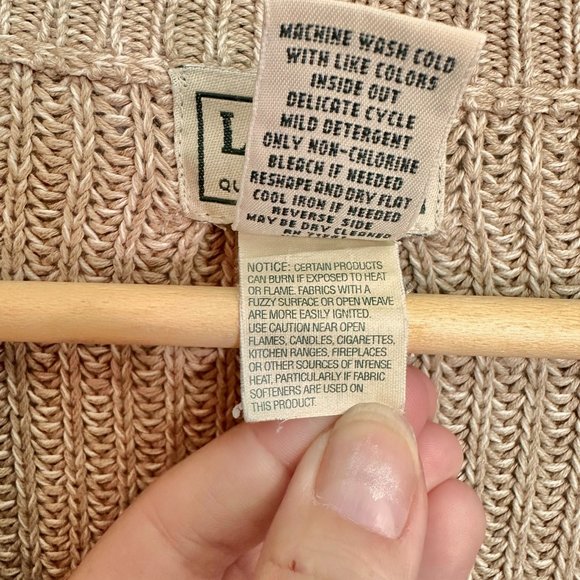 MACHINE WASH COLD
WITH LIKE COLORS
INSIDE OUT
DELICATE CYCLE
MILD DETERGENT
ONLY NON-CHLORINE
BLEACH IF NEEDED
RESHAPE AND DRY FLAT
COOL IRON IF NEEDED
REVERSE SIDE
MAY BE DRY CLEANED
L
QU
NOTICE: CERTAIN PRODUCTS
CAN BURN IF EXPOSED TO HEAT
OR FLAME. FABRICS WITH A
FUZZY SURFACE OR OPEN WEAVE
ARE MORE EASILY IGNITED.
USE CAUTION NEAR OPEN
FLAMES, CANDLES, CIGARETTES,
KITCHEN RANGES, FIREPLACES
OR OTHER SOURCES OF INTENSE
HEAT, PARTICULARLY IF FABRIC
SOFTENERS ARE USED ON
THIS PRODUCT.